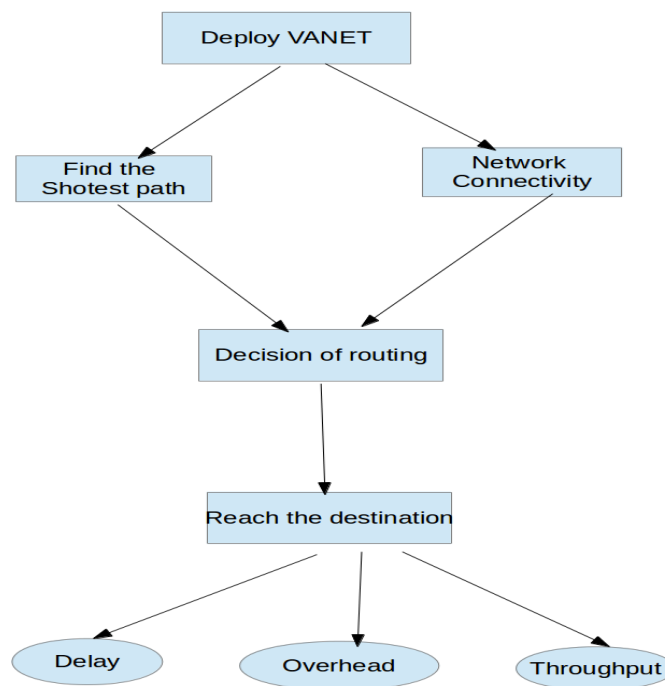 Deploy VANET
Find the
Shotest path
Network
Connectivity
Decision of routing
Reach the destination
Delay
Overhead
Throughput